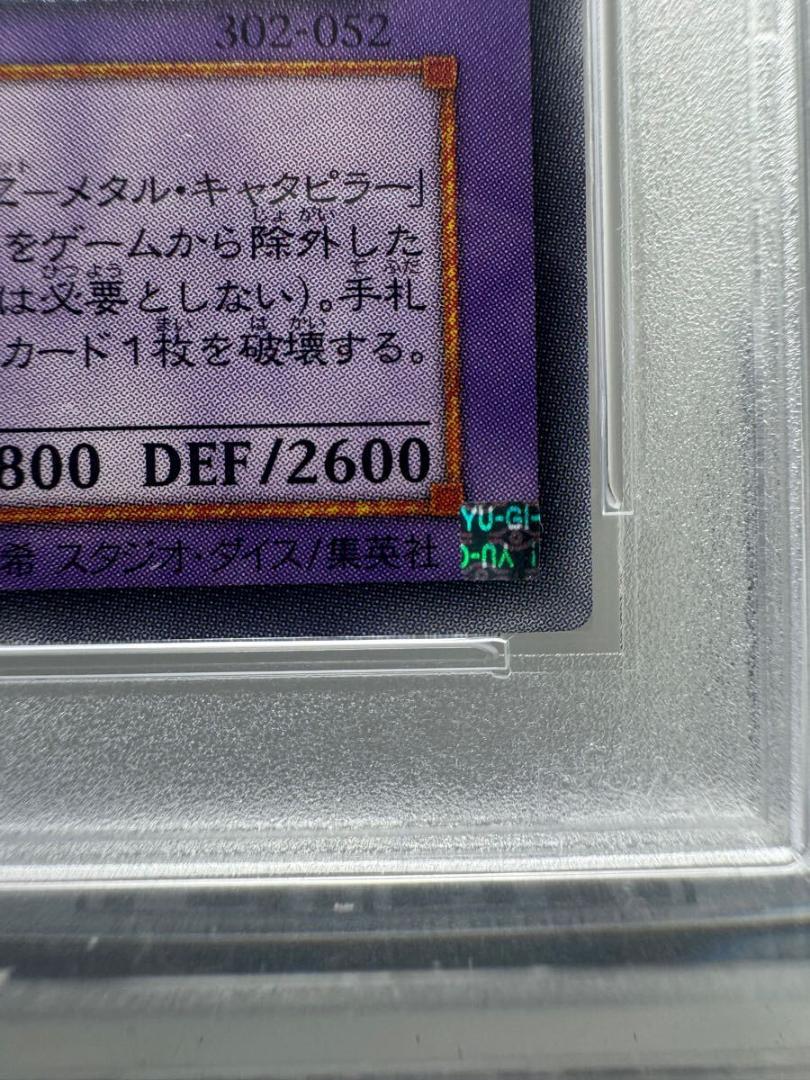 302-052
Z－メタル・キャタピラー」
をゲームから除外した
は必要としない）。手札
カード１枚を破壊する。
800 DEF/2600
希 スタジオ・ダイス/集英社
YU-GI-